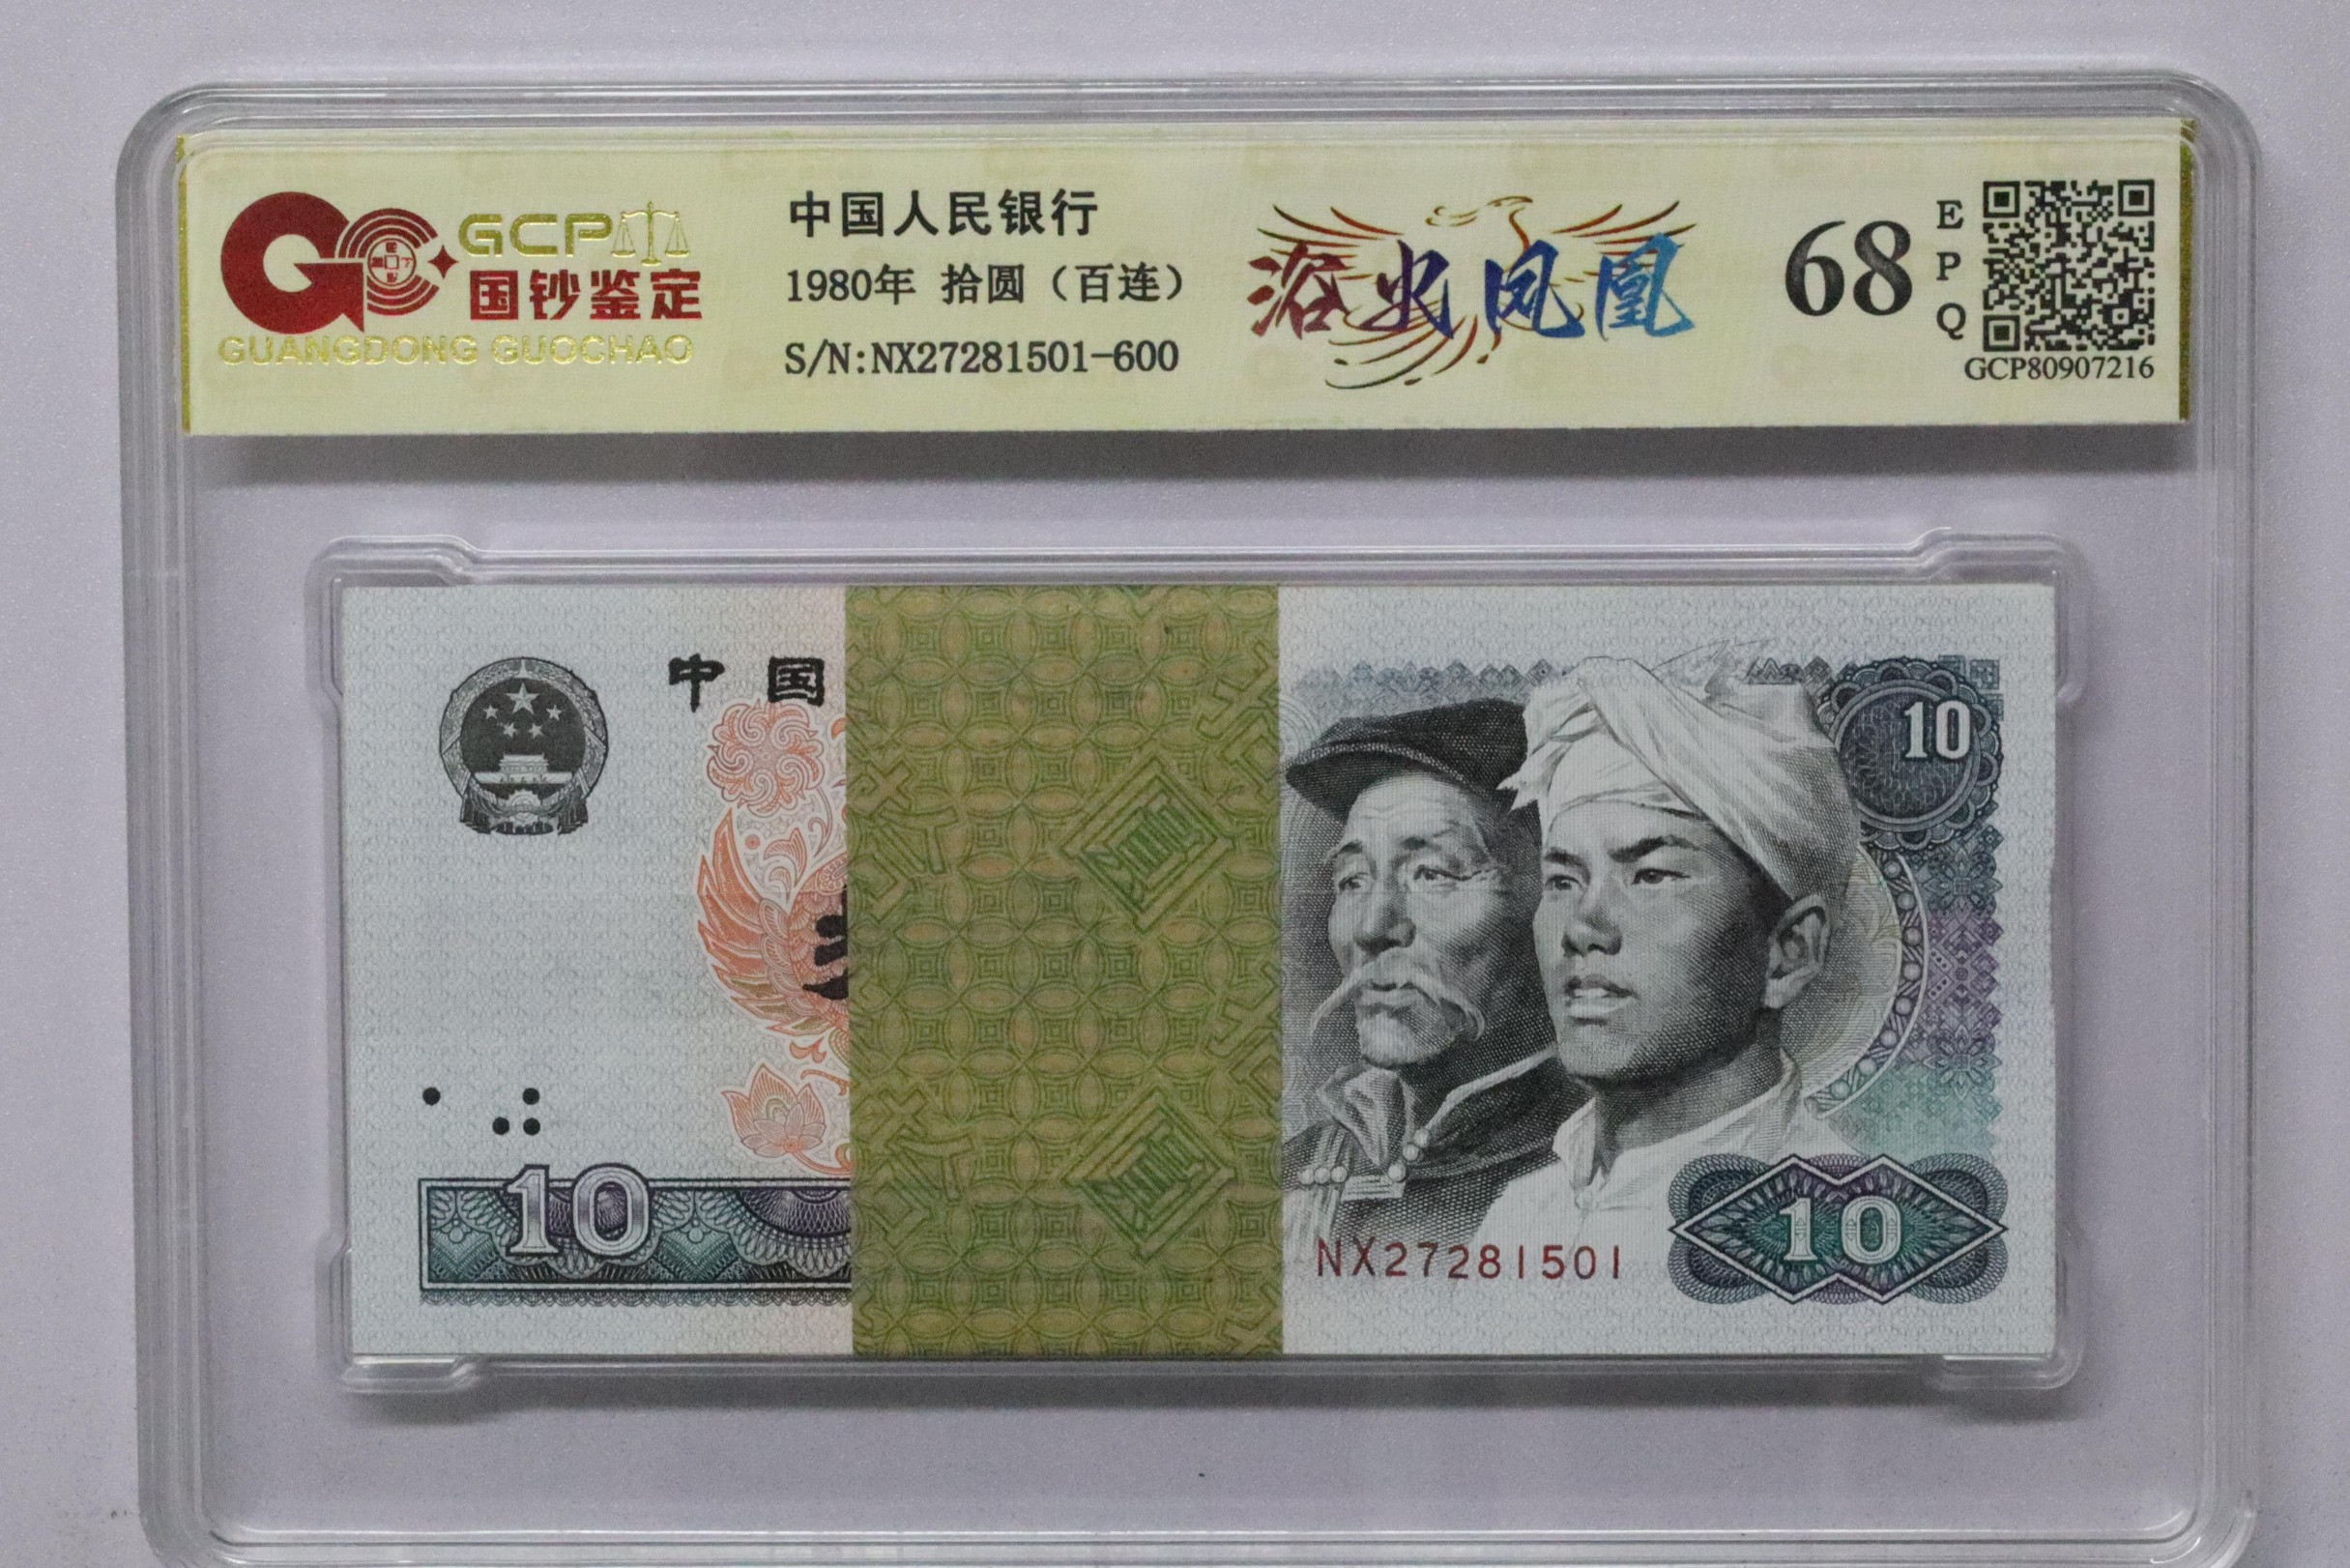 GCP
国钞鉴定
GUANGDONG GUOCHAO
中国人民银行
1980年 拾圆（百连）
S/N:NX27281501-600
浴火凤凰
68
E
P
Q
GCP80907216
中国
10
10
NX27281501
10